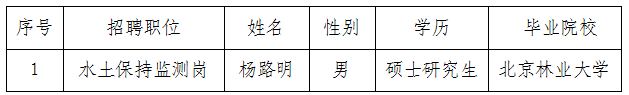 序号 招聘职位 姓名 性别 学历 毕业院校
1 水土保持监测岗 杨路明 男 硕士研究生 北京林业大学